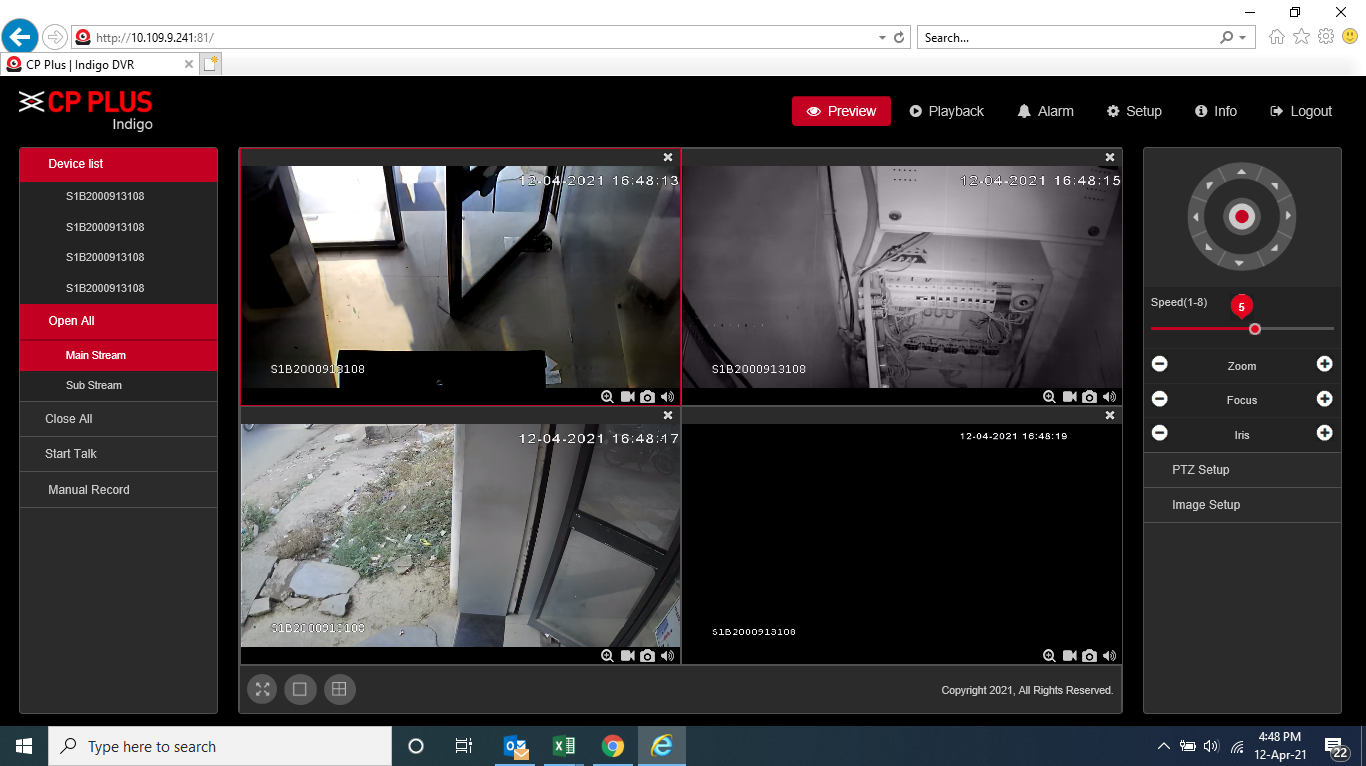 http://10.109.9.241:81/
Search...
CP Plus | Indigo DVR
CP PLUS
Indigo
Preview
Playback
Alarm
Setup
Info
Logout
Device list
S1B2000913108
S1B2000913108
S1B2000913108
S1B2000913108
Open All
Main Stream
Sub Stream
Close All
Start Talk
Manual Record
12-04-2021 16:48:13
S1B2000913108
12-04-2021 16:48:15
S1B2000913108
12-04-2021 16:48:17
S1B2000913108
12-04-2021 16:48:19
S1B2000913108
Copyright 2021, All Rights Reserved.
Speed(1-8)
5
Zoom
Focus
Iris
PTZ Setup
Image Setup
Type here to search
4:48 PM
12-Apr-21
22